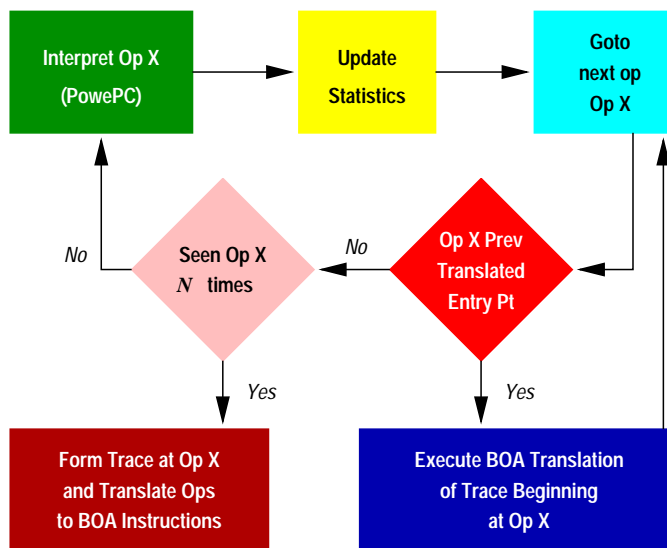 Interpret Op X
(PowePC)
Update
Statistics
Goto
next op
Op X
No
Seen Op X
N times
No
Op X Prev
Translated
Entry Pt
Yes
Yes
Form Trace at Op X
and Translate Ops
to BOA Instructions
Execute BOA Translation
of Trace Beginning
at Op X